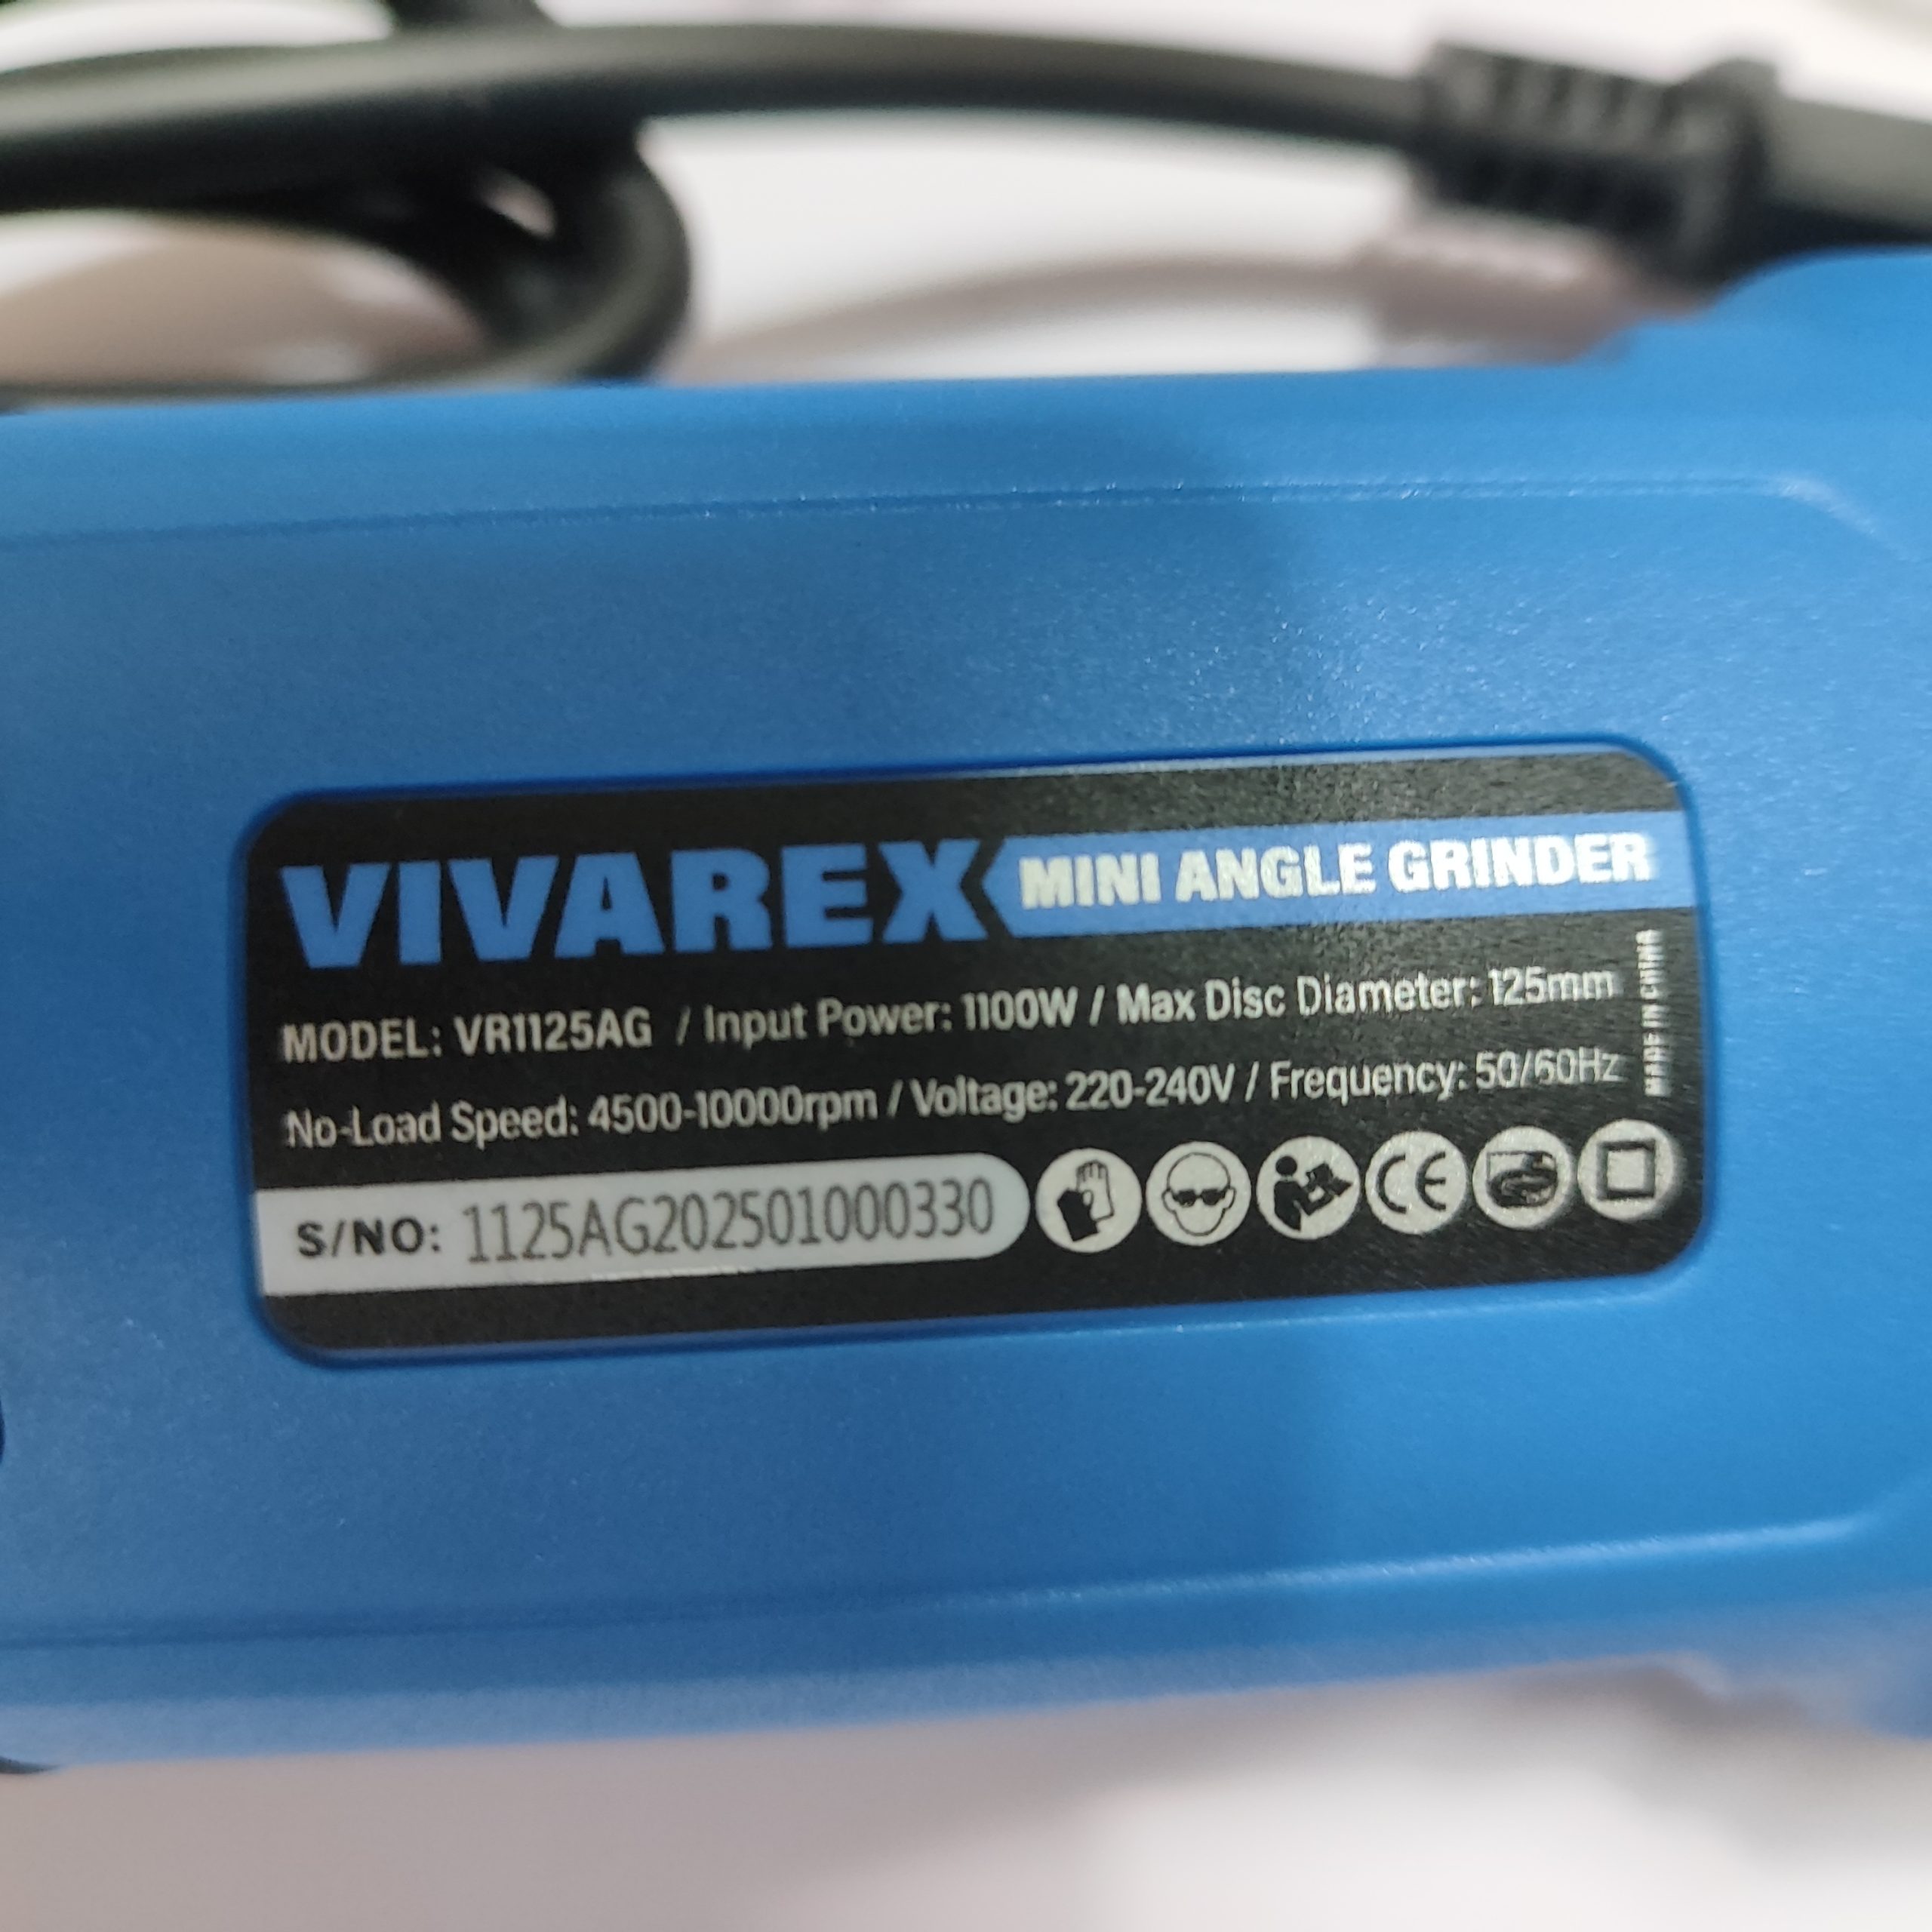 VIVAREX MINI ANGLE GRINDER
MODEL: VR1125AG / Input Power: 1100W / Max Disc Diameter: 125mm
No-Load Speed: 4500-10000rpm / Voltage: 220-240V / Frequency: 50/60Hz
MADE IN CHINA
S/NO: 1125AG202501000330 CE